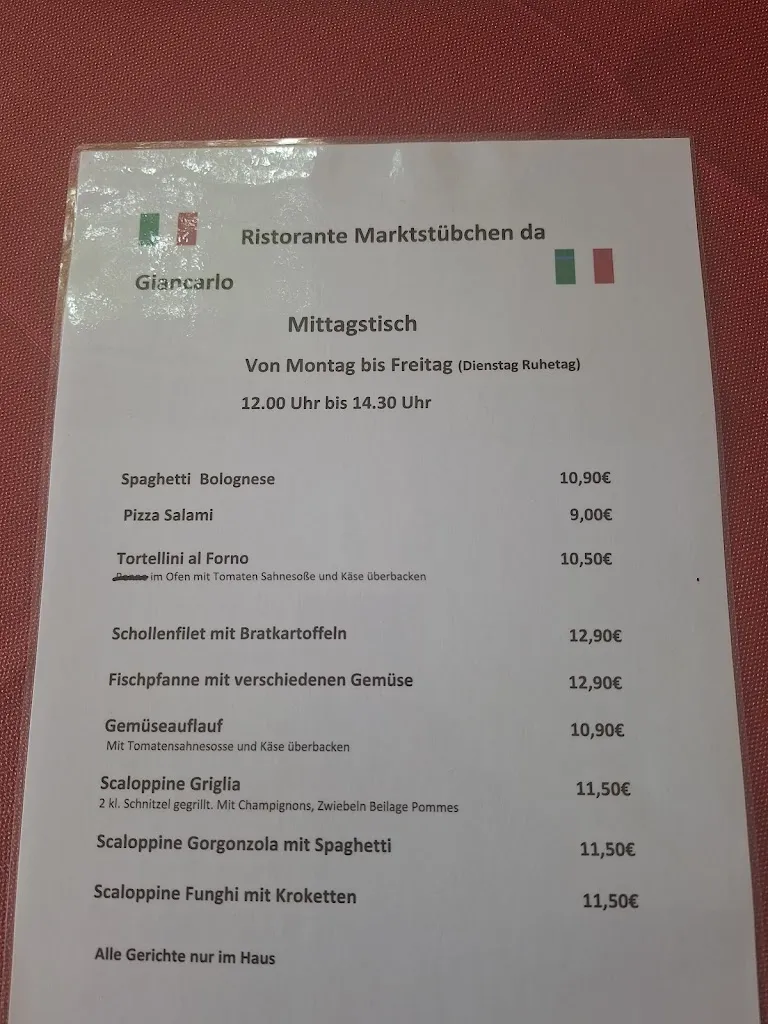 Ristorante Marktstübchen da
Giancarlo
Mittagstisch
Von Montag bis Freitag (Dienstag Ruhetag)
12.00 Uhr bis 14.30 Uhr
Spaghetti Bolognese 10,90€
Pizza Salami 9,00€
Tortellini al Forno 10,50€
im Ofen mit Tomaten Sahnesoße und Käse überbacken
Schollenfilet mit Bratkartoffeln 12,90€
Fischpfanne mit verschiedenen Gemüse 12,90€
Gemüseauflauf 10,90€
Mit Tomatensahnesosse und Käse überbacken
Scaloppine Griglia 11,50€
2 kl. Schnitzel gegrillt. Mit Champignons, Zwiebeln Beilage Pommes
Scaloppine Gorgonzola mit Spaghetti 11,50€
Scaloppine Funghi mit Kroketten 11,50€
Alle Gerichte nur im Haus